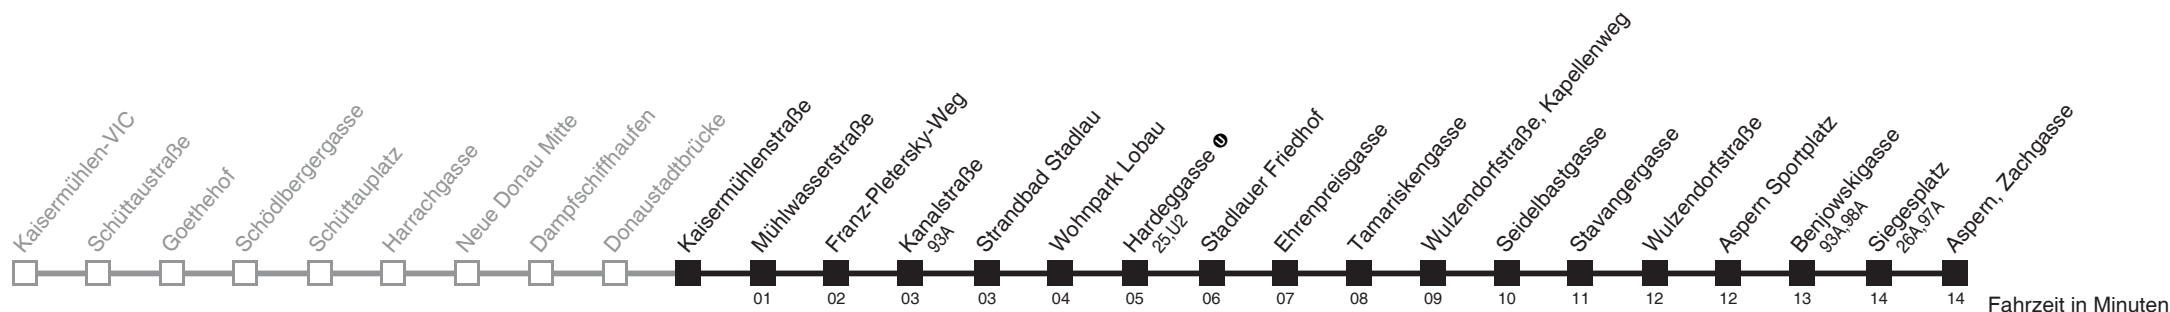 Kaisermühlen-VIC
Schüttaustraße
Goethehof
Schödlbergergasse
Schüttauplatz
Harrachgasse
Neue Donau Mitte
Dampfschiffhaufen
Donaustadtbrücke
Kaisermühlenstraße
Mühlwasserstraße
Franz-Pletersky-Weg
Kanalstraße
93A
Strandbad Stadlau
Wohnpark Lobau
Hardeggasse U
25,U2
Stadlauer Friedhof
Ehrenpreisgasse
Tamariskengasse
Wulzendorfstraße, Kapellenweg
Seidelbastgasse
Stavangergasse
Wulzendorfstraße
Aspern Sportplatz
Benjowskigasse
93A,98A
Siegesplatz
26A,97A
Aspern, Zachgasse
01 02 03 03 04 05 06 07 08 09 10 11 12 12 13 14 14
Fahrzeit in Minuten